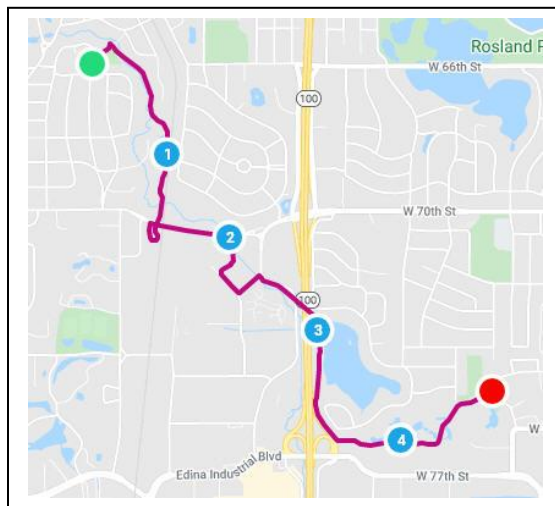 Rosland P
W 66th St
100
1
W 70th St
2
100
3
4
W
Edina Industrial Blvd
W 77th St